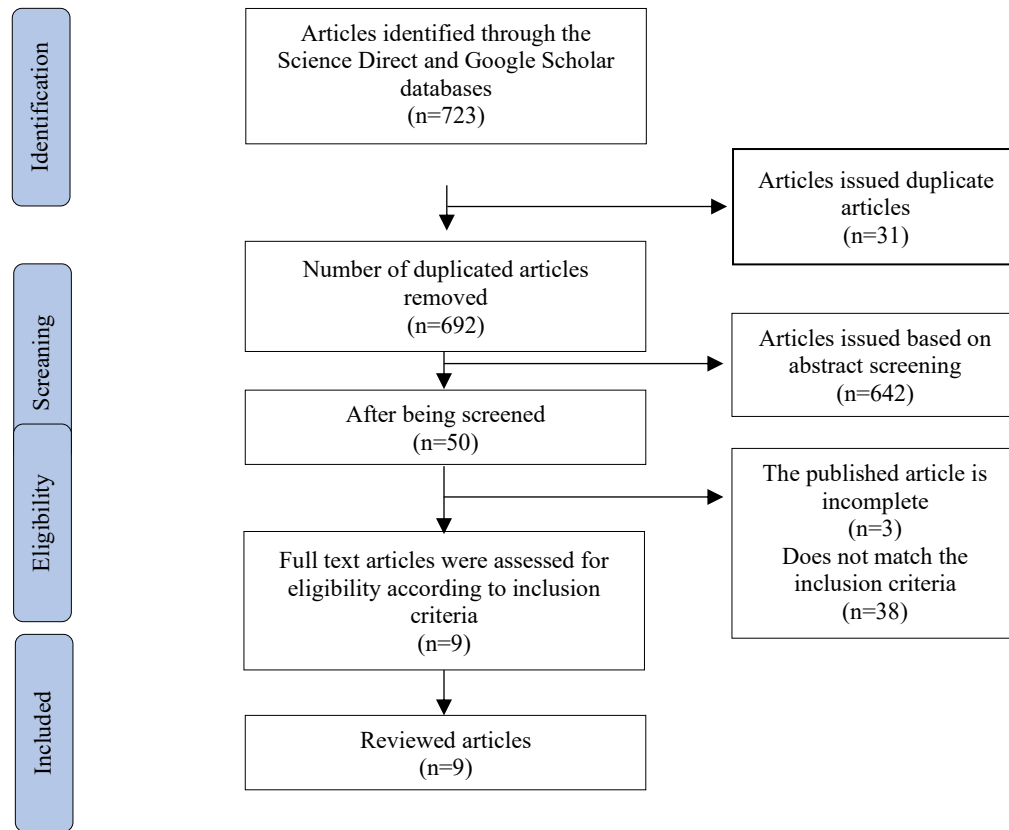 Identification
Articles identified through the
Science Direct and Google Scholar
databases
(n=723)
Articles issued duplicate
articles
(n=31)
Screaning
Number of duplicated articles
removed
(n=692)
Articles issued based on
abstract screening
(n=642)
After being screened
(n=50)
Eligibility
The published article is
incomplete
(n=3)
Does not match the
inclusion criteria
(n=38)
Full text articles were assessed for
eligibility according to inclusion
criteria
(n=9)
Included
Reviewed articles
(n=9)